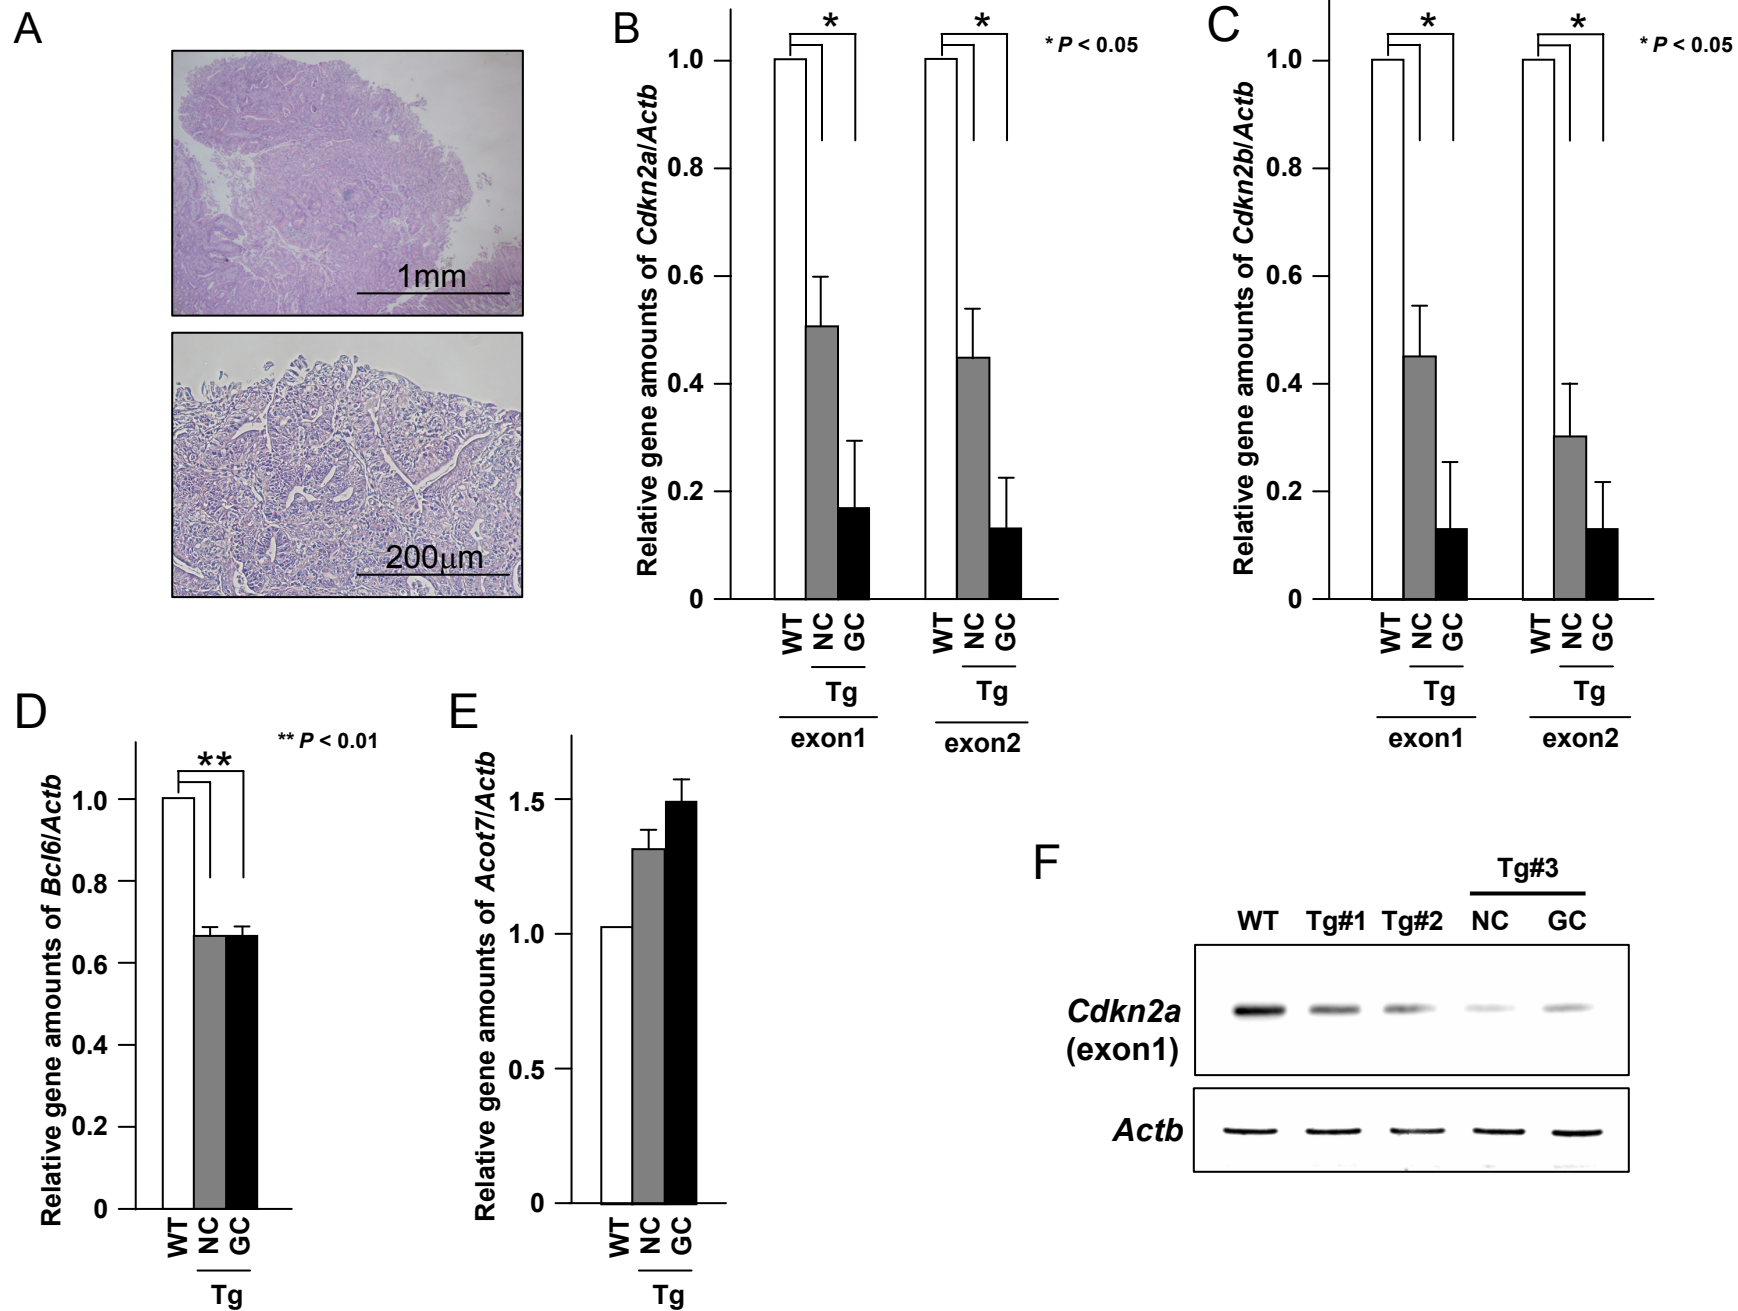 A
1mm
200μm
B
* P < 0.05
Relative gene amounts of Cdkn2a/Actb
1.0
0.8
0.6
0.4
0.2
0
*
*
WT NC GC WT NC GC
Tg Tg
exon1 exon2
C
* P < 0.05
Relative gene amounts of Cdkn2b/Actb
1.0
0.8
0.6
0.4
0.2
0
*
*
WT NC GC WT NC GC
Tg Tg
exon1 exon2
D
** P < 0.01
Relative gene amounts of Bcl6/Actb
1.0
0.8
0.6
0.4
0.2
0
**
WT NC GC
Tg
E
Relative gene amounts of Acot7/Actb
1.5
1.0
0.5
0
WT NC GC
Tg
F
Tg#3
WT Tg#1 Tg#2 NC GC
Cdkn2a
(exon1)
Actb